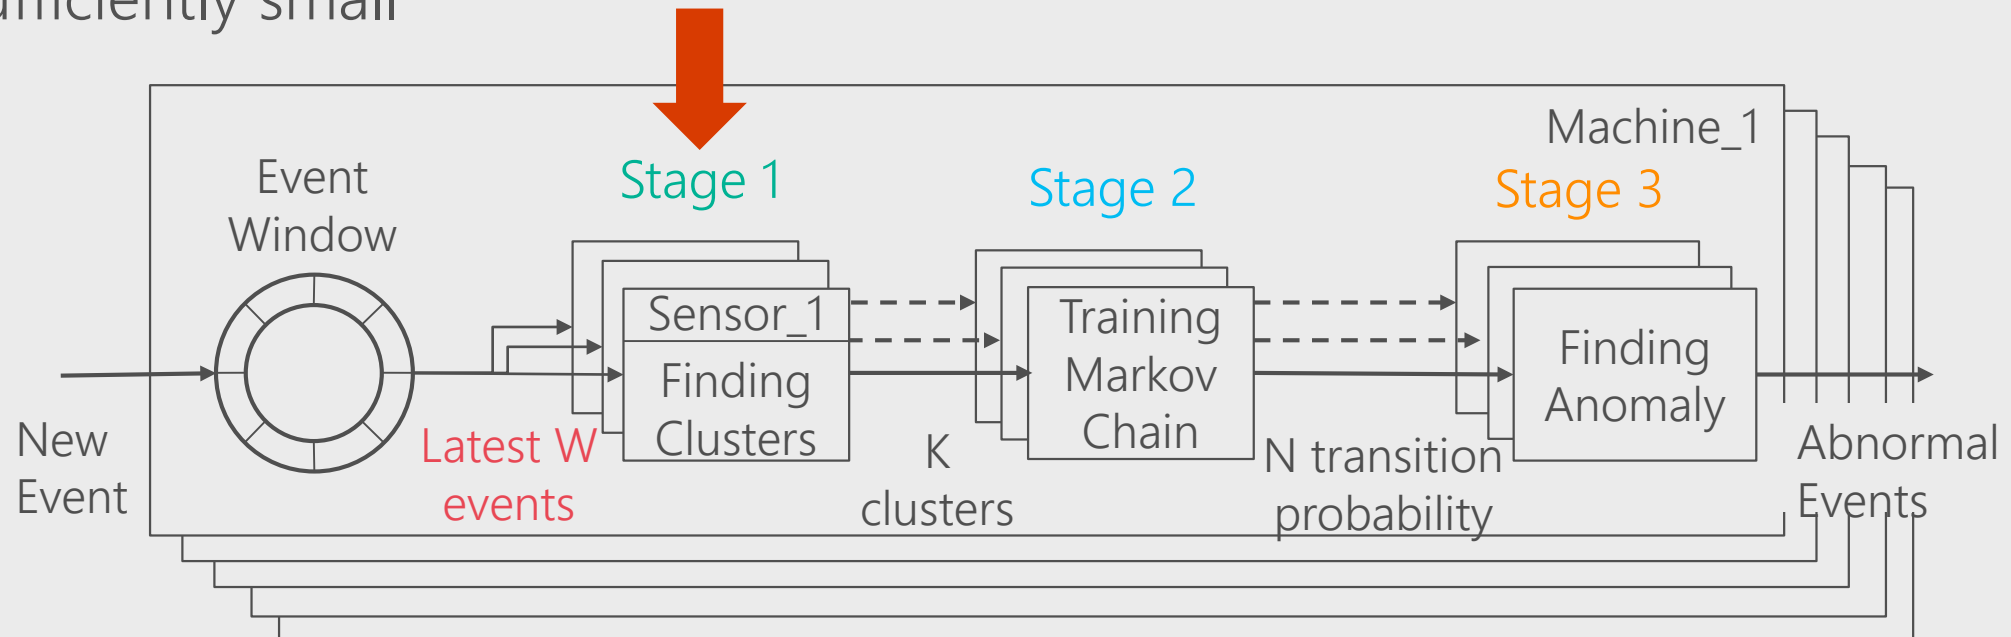 small
Machine_1
Event
Window
Stage 1
Stage 2
Stage 3
Sensor_1
Finding
Clusters
Training
Markov
Chain
Finding
Anomaly
New
Event
Latest W
events
K
clusters
N transition
probability
Abnormal
Events